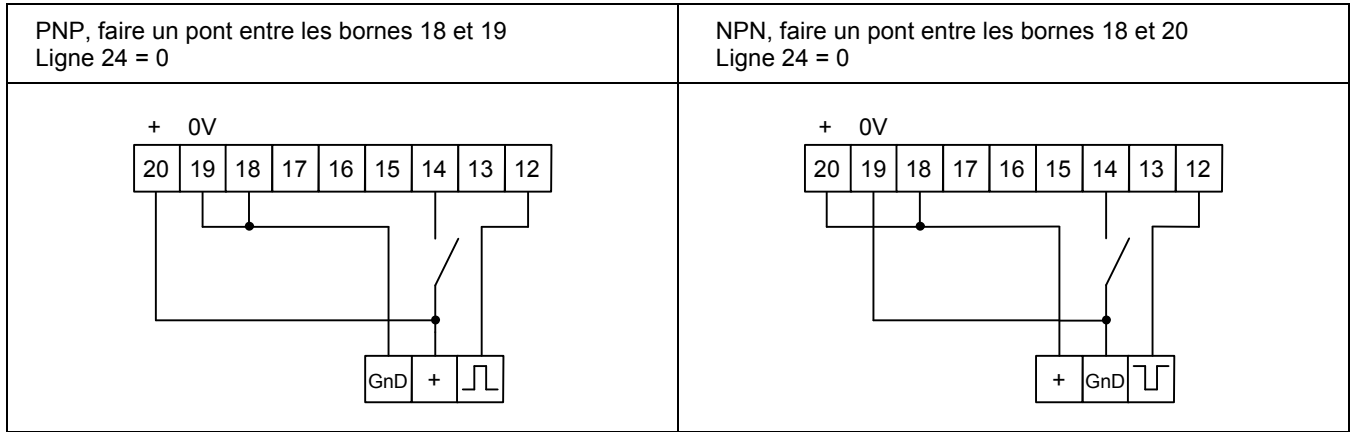 PNP, faire un pont entre les bornes 18 et 19
Ligne 24 = 0
+ 0V
20 19 18 17 16 15 14 13 12
GnD +
NPN, faire un pont entre les bornes 18 et 20
Ligne 24 = 0
+ 0V
20 19 18 17 16 15 14 13 12
+ GnD